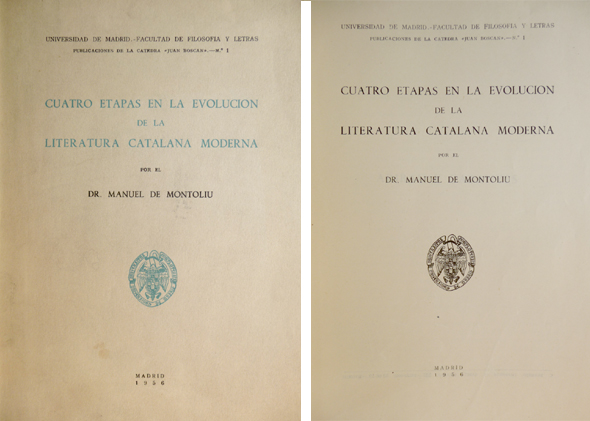 UNIVERSIDAD DE MADRID.-FACULTAD DE FILOSOFIA Y LETRAS
PUBLICACIONES DE LA CATEDRA «JUAN BOSCAN».—N.º 1
CUATRO ETAPAS EN LA EVOLUCION
DE LA
LITERATURA CATALANA MODERNA
POR EL
DR. MANUEL DE MONTOLIU
MADRID
1956
UNIVERSIDAD DE MADRID.-FACULTAD DE FILOSOFIA Y LETRAS
PUBLICACIONES DE LA CATEDRA «JUAN BOSCAN».—N.º 1
CUATRO ETAPAS EN LA EVOLUCION
DE LA
LITERATURA CATALANA MODERNA
POR EL
DR. MANUEL DE MONTOLIU
MADRID
1956